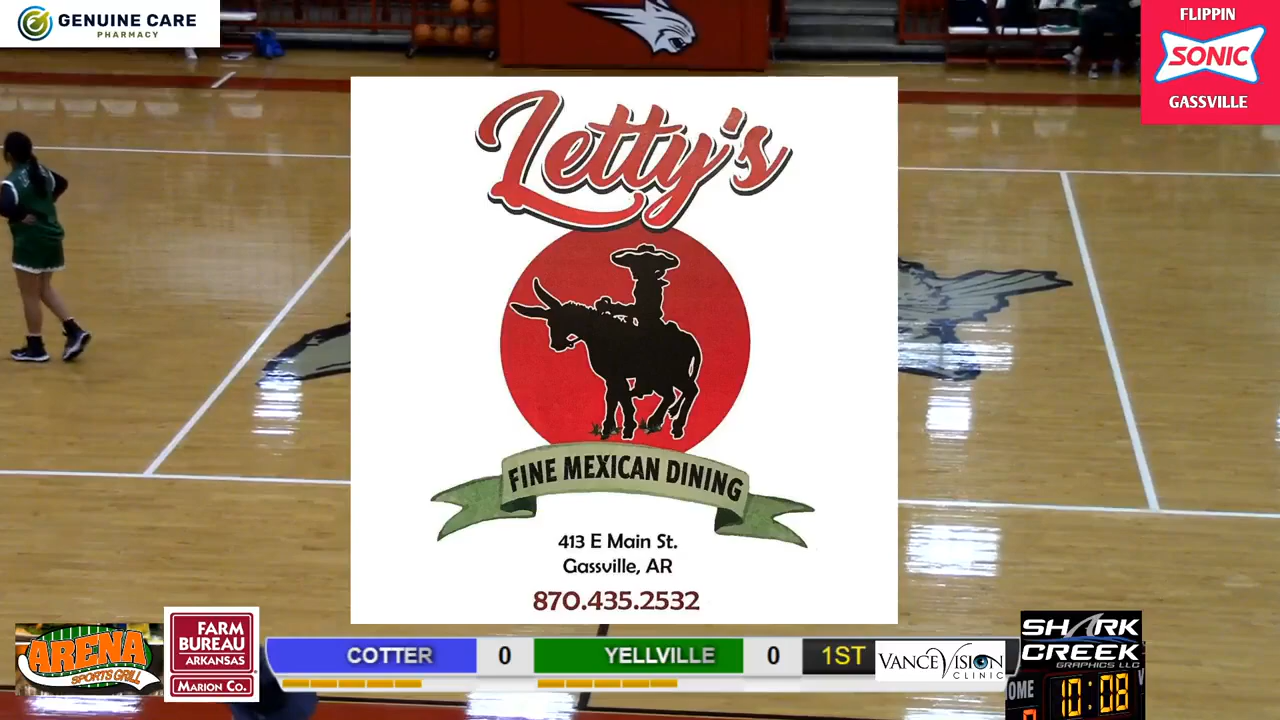 GENUINE CARE
PHARMACY
FLIPPIN
SONIC
GASSVILLE
Letty's
FINE MEXICAN DINING
413 E Main St.
Gassville, AR
870.435.2532
ARENA
SPORTS GRILL
FARM
BUREAU
ARKANSAS
MARION CO.
COTTER 0 YELLVILLE 0 1ST
VANCE VISION
CLINIC
SHARK
CREEK
GRAPHICS LLC
OME
10:08